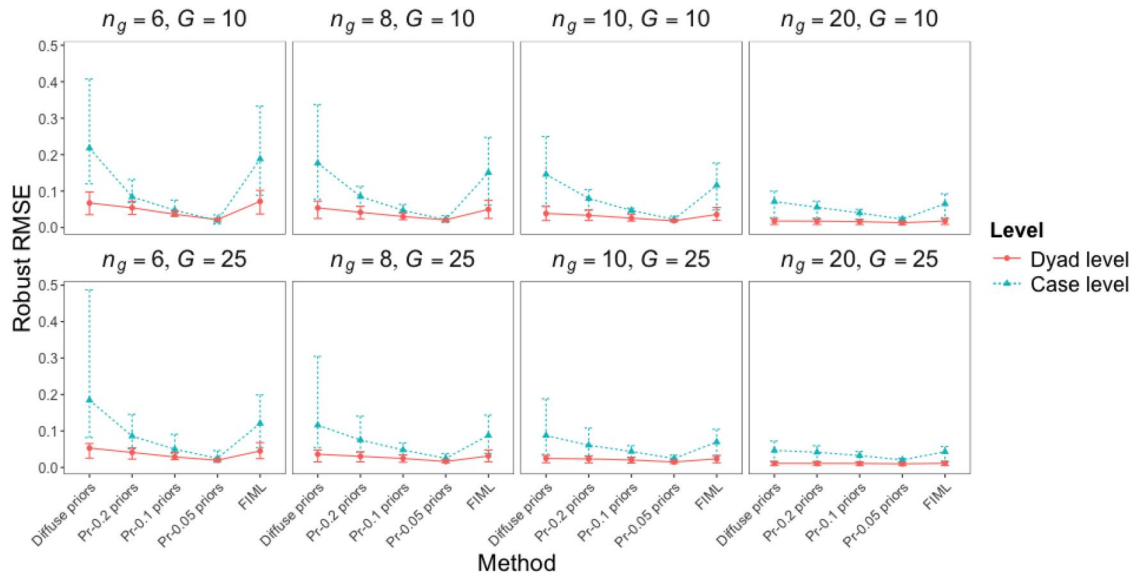 n_g = 6, G = 10
n_g = 8, G = 10
n_g = 10, G = 10
n_g = 20, G = 10
0.5
0.4
0.3
0.2
0.1
0.0
n_g = 6, G = 25
n_g = 8, G = 25
n_g = 10, G = 25
n_g = 20, G = 25
0.5
0.4
0.3
0.2
0.1
0.0
Robust RMSE
Diffuse priors
Pr-0.2 priors
Pr-0.1 priors
Pr-0.05 priors
FIML
Diffuse priors
Pr-0.2 priors
Pr-0.1 priors
Pr-0.05 priors
FIML
Diffuse priors
Pr-0.2 priors
Pr-0.1 priors
Pr-0.05 priors
FIML
Diffuse priors
Pr-0.2 priors
Pr-0.1 priors
Pr-0.05 priors
FIML
Method
Level
Dyad level
Case level